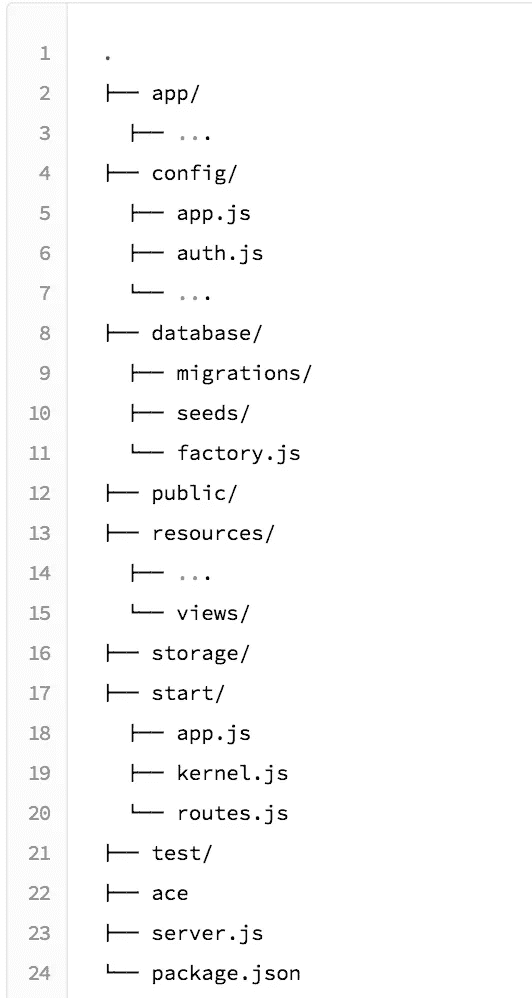 1 .
2 ├── app/
3   ├── ...
4 ├── config/
5   ├── app.js
6   ├── auth.js
7   └── ...
8 ├── database/
9   ├── migrations/
10   ├── seeds/
11   └── factory.js
12 ├── public/
13 ├── resources/
14   ├── ...
15   └── views/
16 ├── storage/
17 ├── start/
18   ├── app.js
19   ├── kernel.js
20   └── routes.js
21 ├── test/
22 ├── ace
23 ├── server.js
24 └── package.json